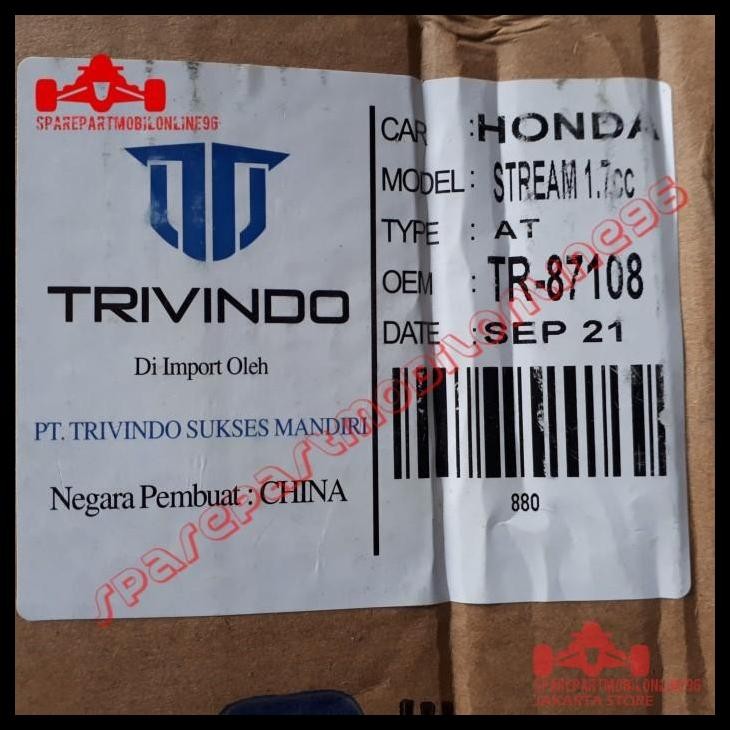 SPAREPARTMOBILONLINE96
TRIVINDO
Di Import Oleh
PT. TRIVINDO SUKSES MANDIRI
Negara Pembuat : CHINA
CAR : HONDA
MODEL : STREAM 1.7cc
TYPE : AT
OEM : TR-87108
DATE : SEP 21
880
sparepartmobilonline96
SPAREPARTMOBILONLINE96
JAKARTA STORE